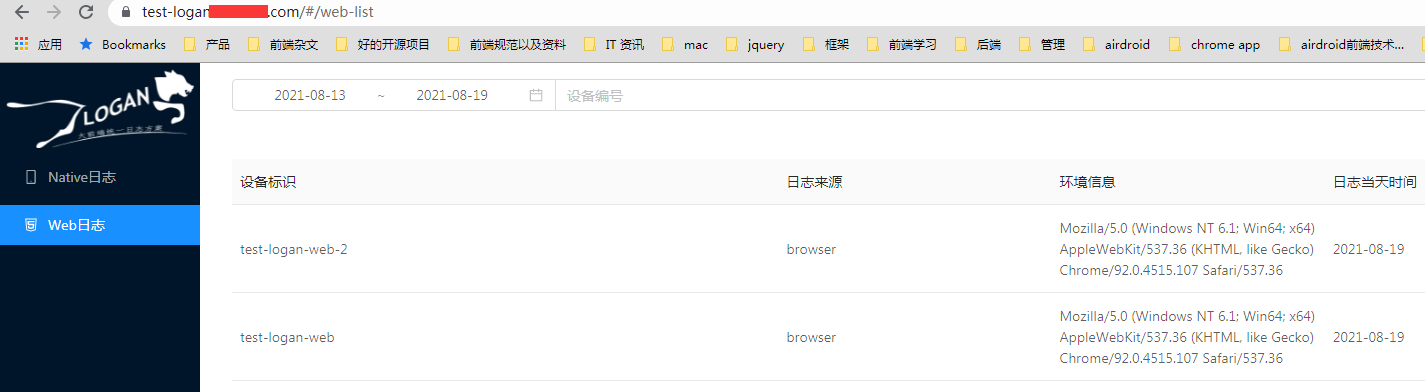 test-logan .com/#/web-list
应用 Bookmarks 产品 前端杂文 好的开源项目 前端规范以及资料 IT 资讯 mac jquery 框架 前端学习 后端 管理 airdroid chrome app airdroid前端技术...
LOGAN
大前端统一日志方案
2021-08-13 ~ 2021-08-19 设备编号
Native日志
Web日志
设备标识 日志来源 环境信息 日志当天时间
test-logan-web-2 browser Mozilla/5.0 (Windows NT 6.1; Win64; x64)
AppleWebKit/537.36 (KHTML, like Gecko)
Chrome/92.0.4515.107 Safari/537.36
2021-08-19
test-logan-web browser Mozilla/5.0 (Windows NT 6.1; Win64; x64)
AppleWebKit/537.36 (KHTML, like Gecko)
Chrome/92.0.4515.107 Safari/537.36
2021-08-19